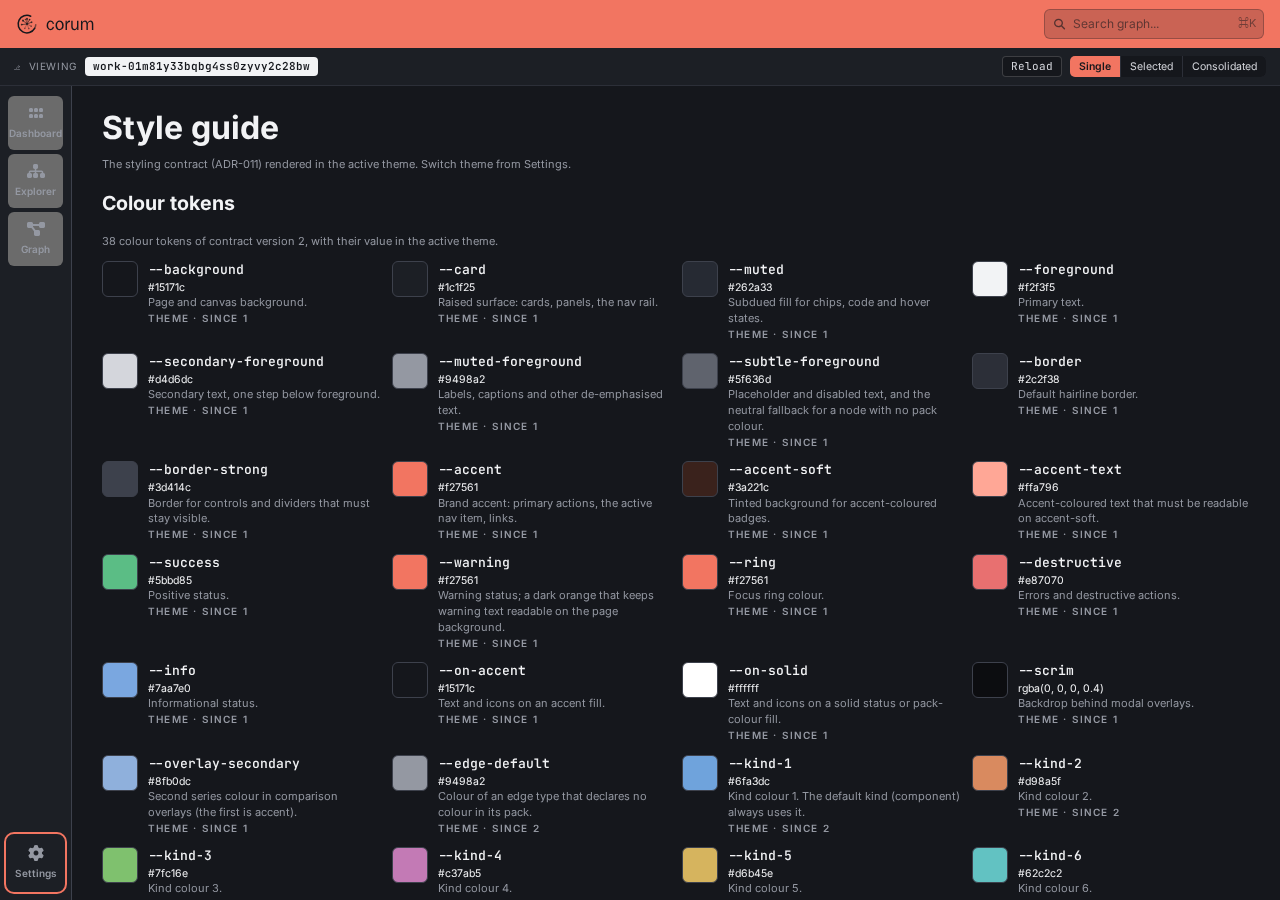 corum
Search graph...
⌘K
VIEWING
work-01m81y33bqbg4ss0zyvy2c28bw
Reload
Single
Selected
Consolidated
Dashboard
Explorer
Graph
Settings
Style guide
The styling contract (ADR-011) rendered in the active theme. Switch theme from Settings.
Colour tokens
38 colour tokens of contract version 2, with their value in the active theme.
--background
#15171c
Page and canvas background.
THEME · SINCE 1
--card
#1c1f25
Raised surface: cards, panels, the nav rail.
THEME · SINCE 1
--muted
#262a33
Subdued fill for chips, code and hover
states.
THEME · SINCE 1
--foreground
#f2f3f5
Primary text.
THEME · SINCE 1
--secondary-foreground
#d4d6dc
Secondary text, one step below foreground.
THEME · SINCE 1
--muted-foreground
#9498a2
Labels, captions and other de-emphasised
text.
THEME · SINCE 1
--subtle-foreground
#5f636d
Placeholder and disabled text, and the
neutral fallback for a node with no pack
colour.
THEME · SINCE 1
--border
#2c2f38
Default hairline border.
THEME · SINCE 1
--border-strong
#3d414c
Border for controls and dividers that must
stay visible.
THEME · SINCE 1
--accent
#f27561
Brand accent: primary actions, the active
nav item, links.
THEME · SINCE 1
--accent-soft
#3a221c
Tinted background for accent-coloured
badges.
THEME · SINCE 1
--accent-text
#ffa796
Accent-coloured text that must be readable
on accent-soft.
THEME · SINCE 1
--success
#5bbd85
Positive status.
THEME · SINCE 1
--warning
#f27561
Warning status; a dark orange that keeps
warning text readable on the page
background.
THEME · SINCE 1
--ring
#f27561
Focus ring colour.
THEME · SINCE 1
--destructive
#e87070
Errors and destructive actions.
THEME · SINCE 1
--info
#7aa7e0
Informational status.
THEME · SINCE 1
--on-accent
#15171c
Text and icons on an accent fill.
THEME · SINCE 1
--on-solid
#ffffff
Text and icons on a solid status or pack-
colour fill.
THEME · SINCE 1
--scrim
rgba(0, 0, 0, 0.4)
Backdrop behind modal overlays.
THEME · SINCE 1
--overlay-secondary
#8fb0dc
Second series colour in comparison
overlays (the first is accent).
THEME · SINCE 1
--edge-default
#9498a2
Colour of an edge type that declares no
colour in its pack.
THEME · SINCE 2
--kind-1
#6fa3dc
Kind colour 1. The default kind (component)
always uses it.
THEME · SINCE 2
--kind-2
#d98a5f
Kind colour 2.
THEME · SINCE 2
--kind-3
#7fc16e
Kind colour 3.
--kind-4
#c37ab5
Kind colour 4.
--kind-5
#d6b45e
Kind colour 5.
--kind-6
#62c2c2
Kind colour 6.